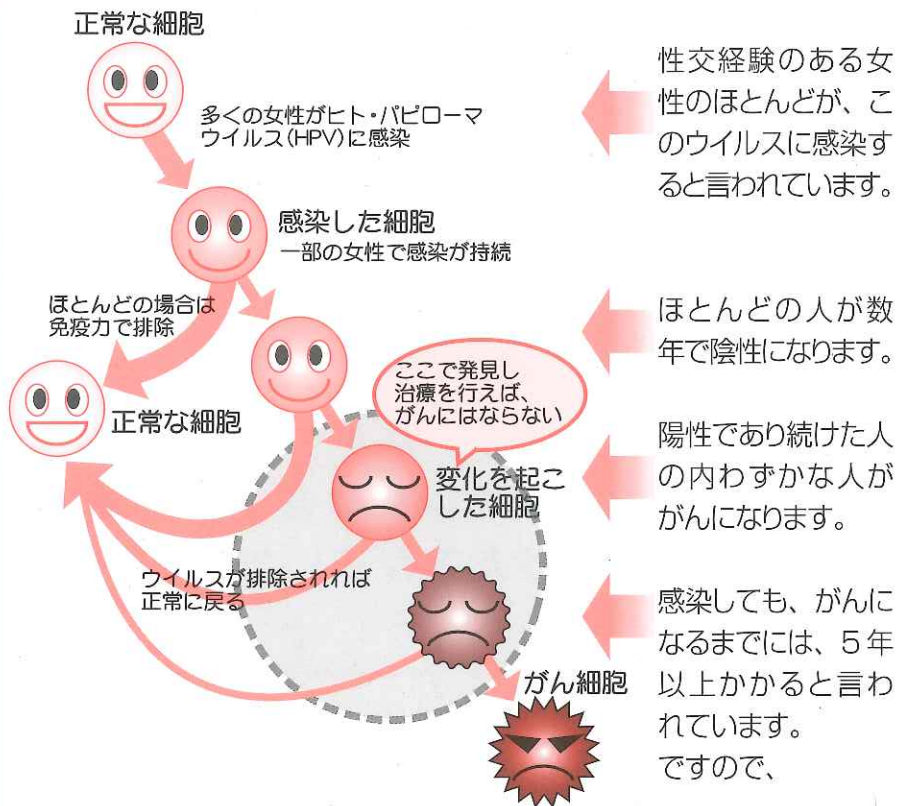 正常な細胞
多くの女性がヒト・パピローマ
ウイルス(HPV)に感染
感染した細胞
一部の女性で感染が持続
ほとんどの場合は
免疫力で排除
正常な細胞
ここで発見し
治療を行えば、
がんにはならない
変化を起こ
した細胞
ウイルスが排除されれば
正常に戻る
がん細胞
性交経験のある女
性のほとんどが、こ
のウイルスに感染す
ると言われています。
ほとんどの人が数
年で陰性になります。
陽性であり続けた人
の内わずかな人が
がんになります。
感染しても、がんに
なるまでには、5年
以上かかると言わ
れています。
ですので、